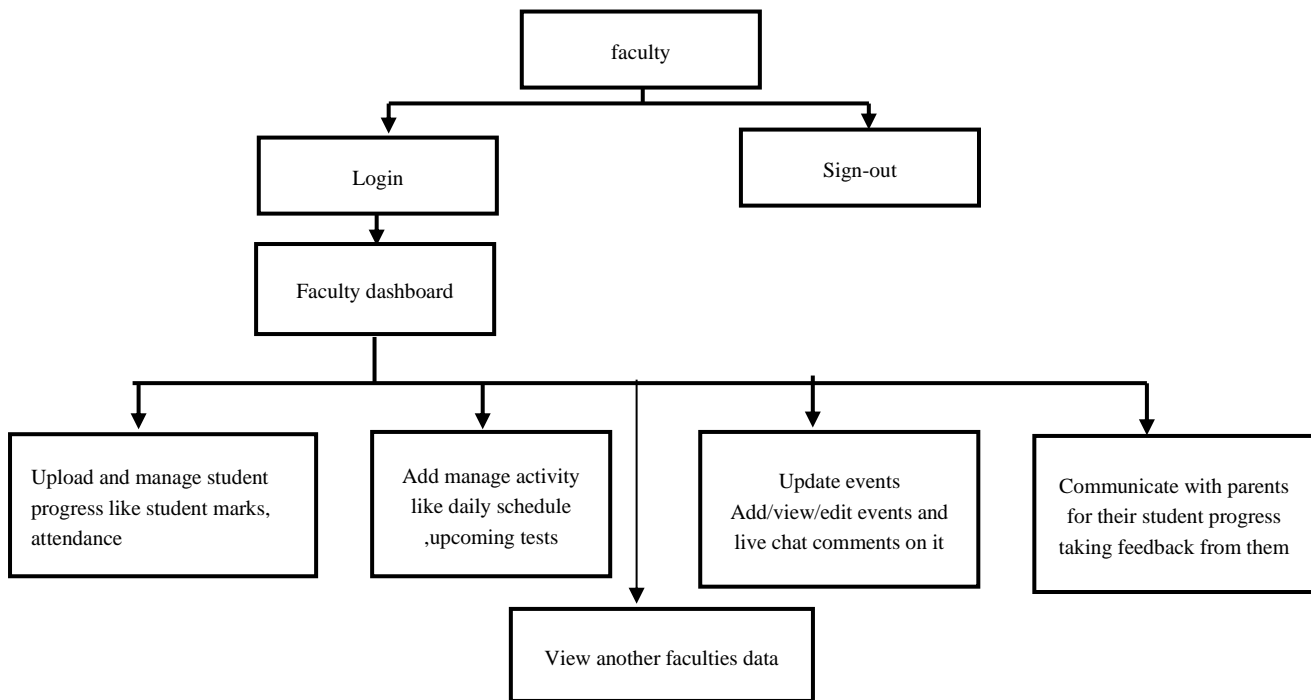 faculty
Login
Sign-out
Faculty dashboard
Upload and manage student
progress like student marks,
attendance
Add manage activity
like daily schedule
,upcoming tests
Update events
Add/view/edit events and
live chat comments on it
Communicate with parents
for their student progress
taking feedback from them
View another faculties data